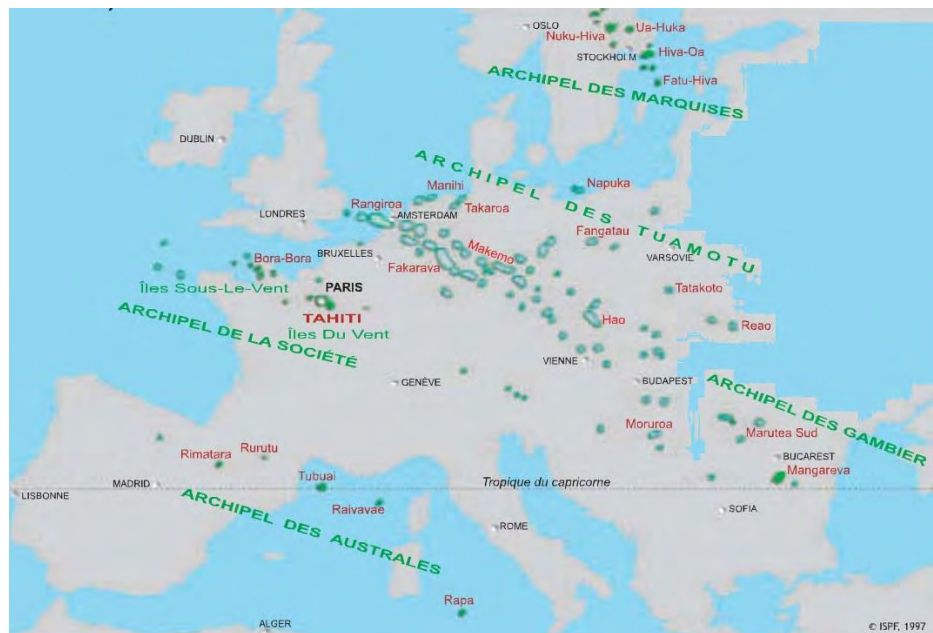 OSLO
Nuku-Hiva
Ua-Huka
STOCKHOLM
Hiva-Oa
Fatu-Hiva
ARCHIPEL DES MARQUISES
DUBLIN
ARCHIPEL DES TUAMOTU
Manihi
Napuka
Rangiroa
Takaroa
LONDRES
AMSTERDAM
Fangatau
BRUXELLES
Makemo
VARSOVIE
Bora-Bora
Fakarava
Îles Sous-Le-Vent
PARIS
Tatakoto
TAHITI
Hao
Reao
Îles Du Vent
ARCHIPEL DE LA SOCIÉTÉ
VIENNE
GENÈVE
BUDAPEST
ARCHIPEL DES GAMBIER
Moruroa
Marutea Sud
Rimatara
Rurutu
BUCAREST
Mangareva
Tubuai
MADRID
Tropique du capricorne
LISBONNE
Raivavae
SOFIA
ARCHIPEL DES AUSTRALES
ROME
Rapa
ALGER
© ISPF, 1997